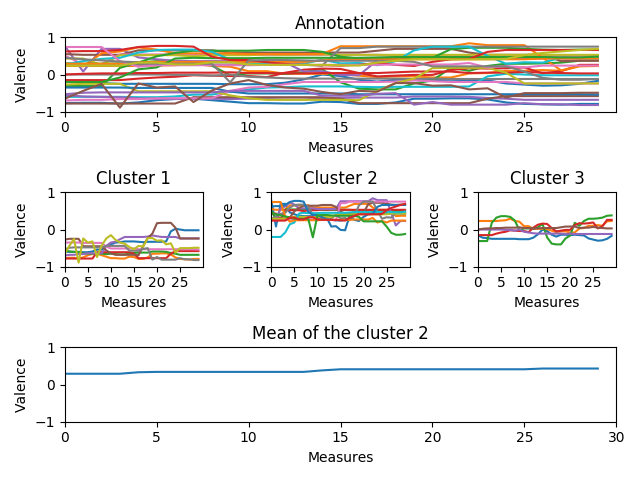 Annotation
Valence
1
0
−1
0 5 10 15 20 25
Measures
Cluster 1 Cluster 2 Cluster 3
Valence Valence Valence
1 1 1
0 0 0
−1 −1 −1
0 5 10 15 20 25 0 5 10 15 20 25 0 5 10 15 20 25
Measures Measures Measures
Mean of the cluster 2
Valence
1
0
−1
0 5 10 15 20 25 30
Measures